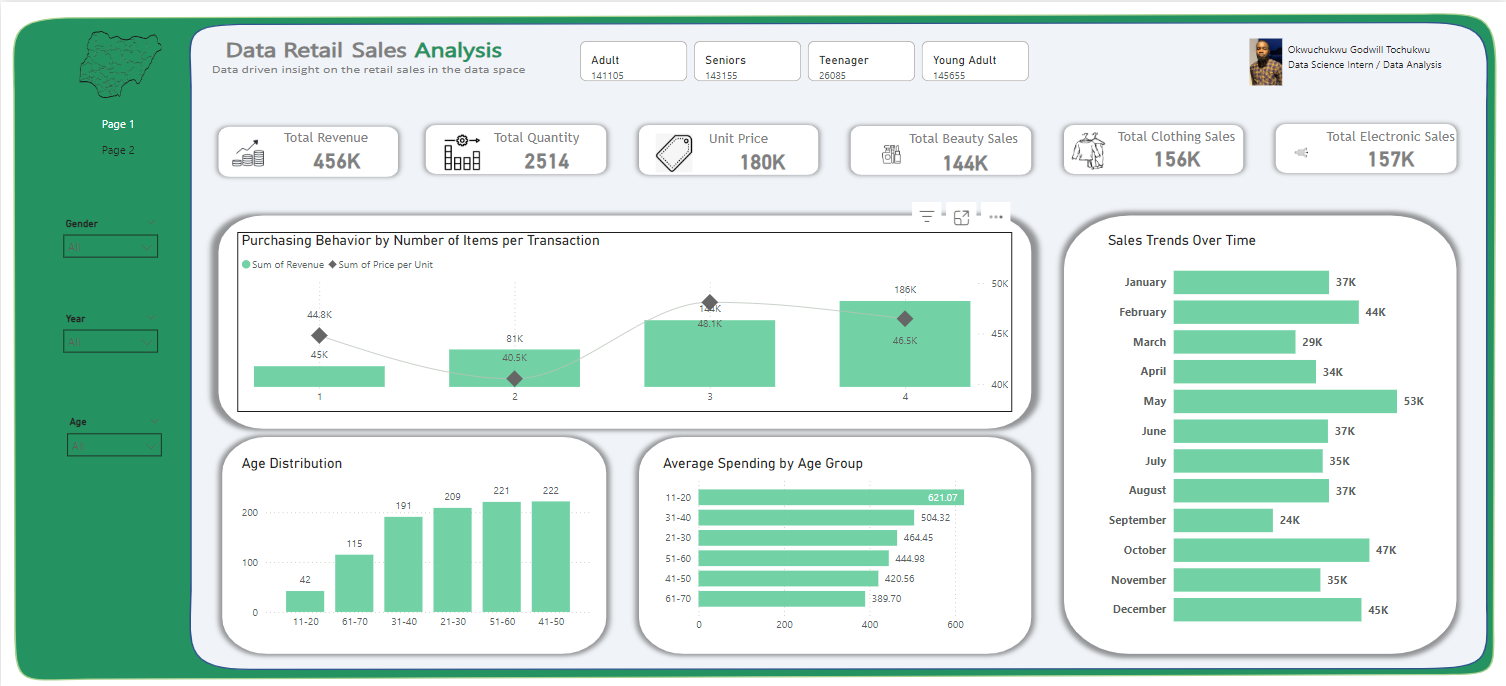 Data Retail Sales Analysis
Data driven insight on the retail sales in the data space
Adult
141105
Seniors
143155
Teenager
26085
Young Adult
145655
Okwuchukwu Godwill Tochukwu
Data Science Intern / Data Analysis
Page 1
Page 2
Gender
All
Year
All
Age
All
Total Revenue
456K
Total Quantity
2514
Unit Price
180K
Total Beauty Sales
144K
Total Clothing Sales
156K
Total Electronic Sales
157K
Purchasing Behavior by Number of Items per Transaction
Sum of Revenue Sum of Price per Unit
44.8K
45K
81K
40.5K
144K
48.1K
186K
46.5K
50K
45K
40K
1 2 3 4
Sales Trends Over Time
January 37K
February 44K
March 29K
April 34K
May 53K
June 37K
July 35K
August 37K
September 24K
October 47K
November 35K
December 45K
Age Distribution
200
100
0
42
115
191
209
221
222
11-20 61-70 31-40 21-30 51-60 41-50
Average Spending by Age Group
11-20 621.07
31-40 504.32
21-30 464.45
51-60 444.98
41-50 420.56
61-70 389.70
0 200 400 600